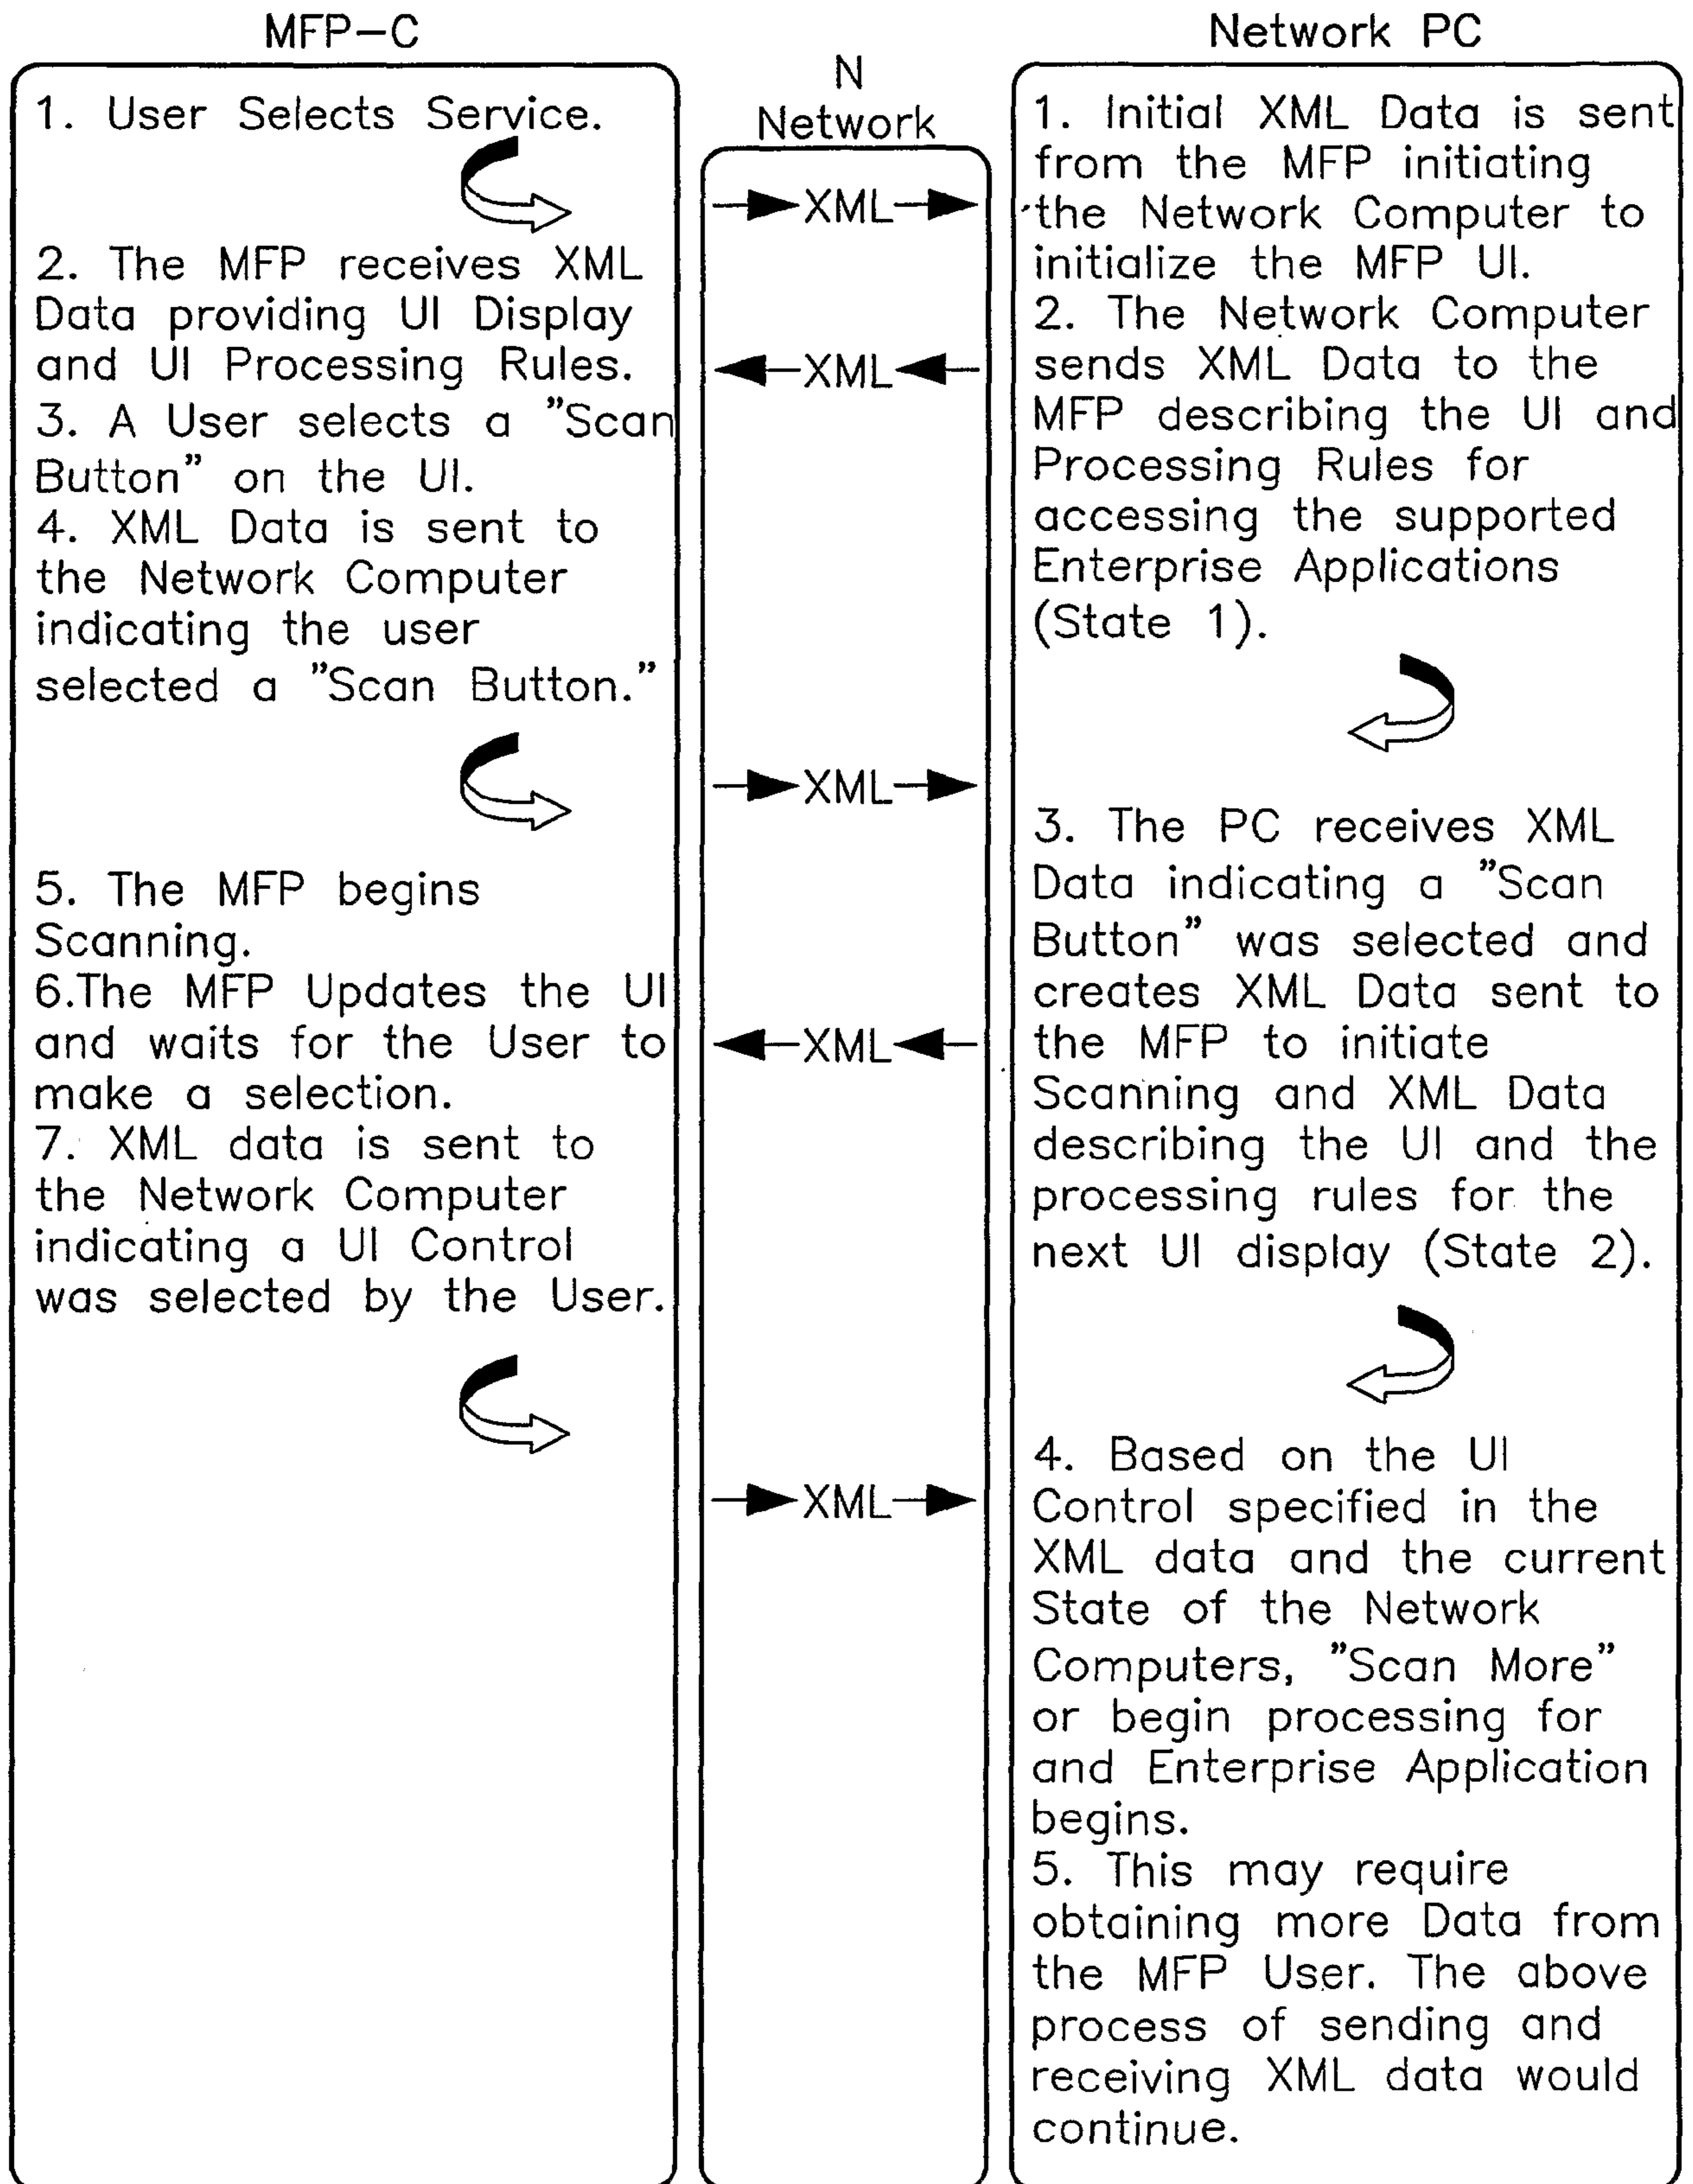 MFP-C
1. User Selects Service.
2. The MFP receives XML
Data providing UI Display
and UI Processing Rules.
3. A User selects a "Scan
Button" on the UI.
4. XML Data is sent to
the Network Computer
indicating the user
selected a "Scan Button."
5. The MFP begins
Scanning.
6.The MFP Updates the UI
and waits for the User to
make a selection.
7. XML data is sent to
the Network Computer
indicating a UI Control
was selected by the User.
N
Network
XML
XML
XML
XML
XML
Network PC
1. Initial XML Data is sent
from the MFP initiating
the Network Computer to
initialize the MFP UI.
2. The Network Computer
sends XML Data to the
MFP describing the UI and
Processing Rules for
accessing the supported
Enterprise Applications
(State 1).
3. The PC receives XML
Data indicating a "Scan
Button" was selected and
creates XML Data sent to
the MFP to initiate
Scanning and XML Data
describing the UI and the
processing rules for the
next UI display (State 2).
4. Based on the UI
Control specified in the
XML data and the current
State of the Network
Computers, "Scan More"
or begin processing for
and Enterprise Application
begins.
5. This may require
obtaining more Data from
the MFP User. The above
process of sending and
receiving XML data would
continue.